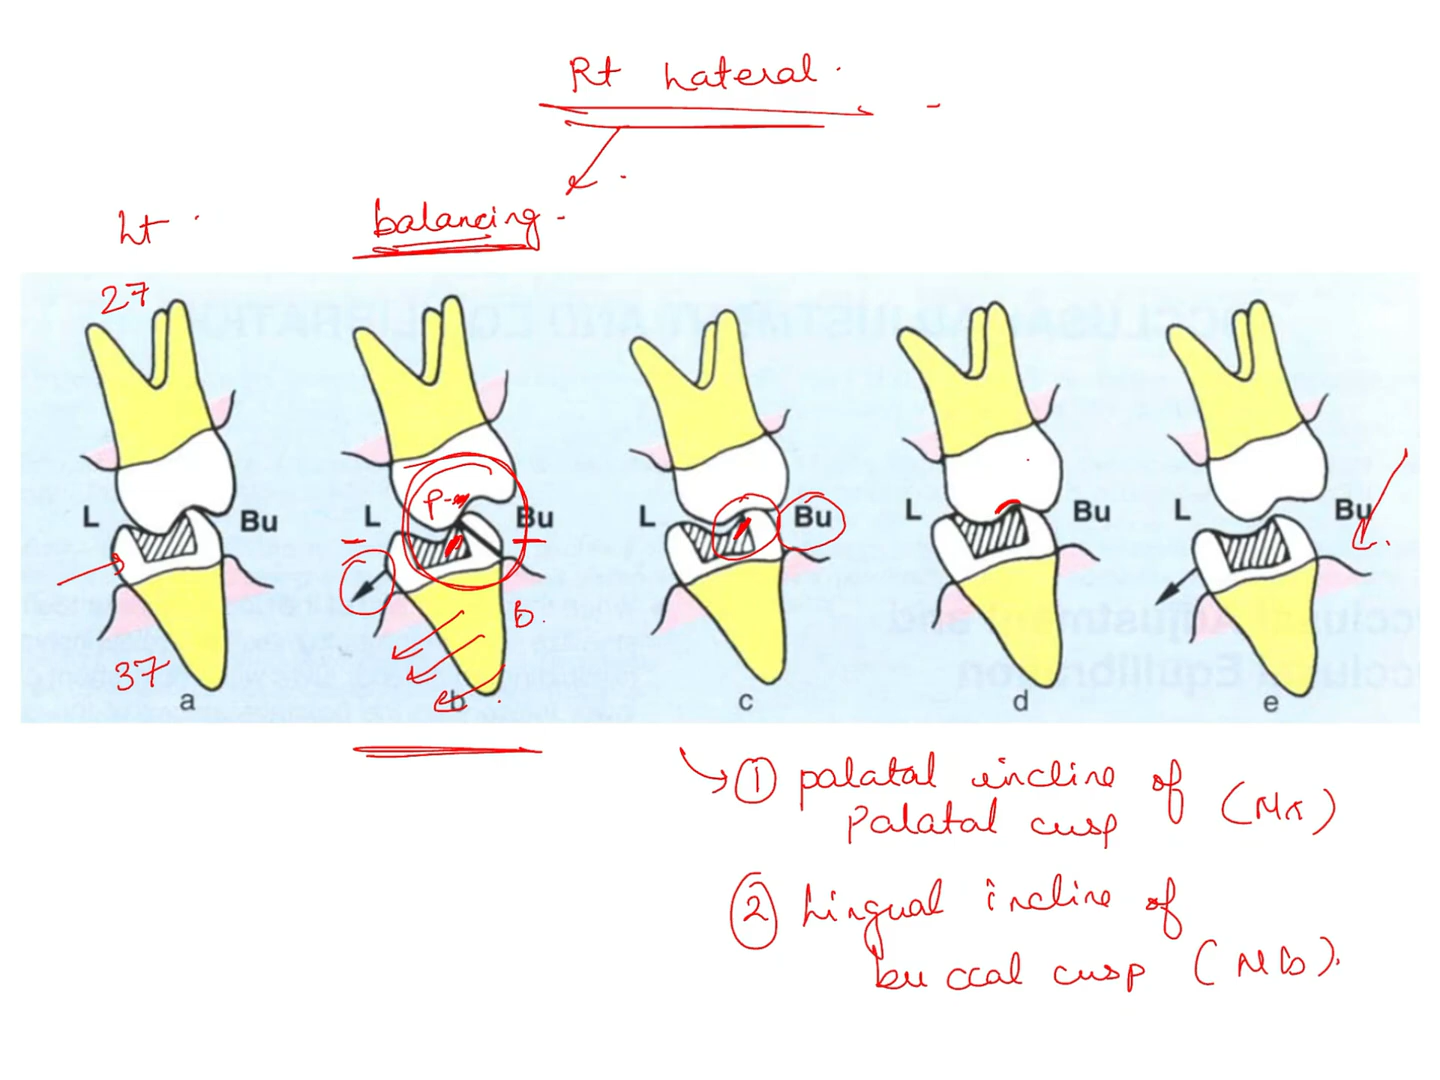 Rt Lateral.
balancing.
Lt
27
L Bu L P Bu L Bu L Bu L Bu
b.
37
a b c d e
① palatal incline of (Mx)
Palatal cusp
② Lingual incline of
buccal cusp (Mb).